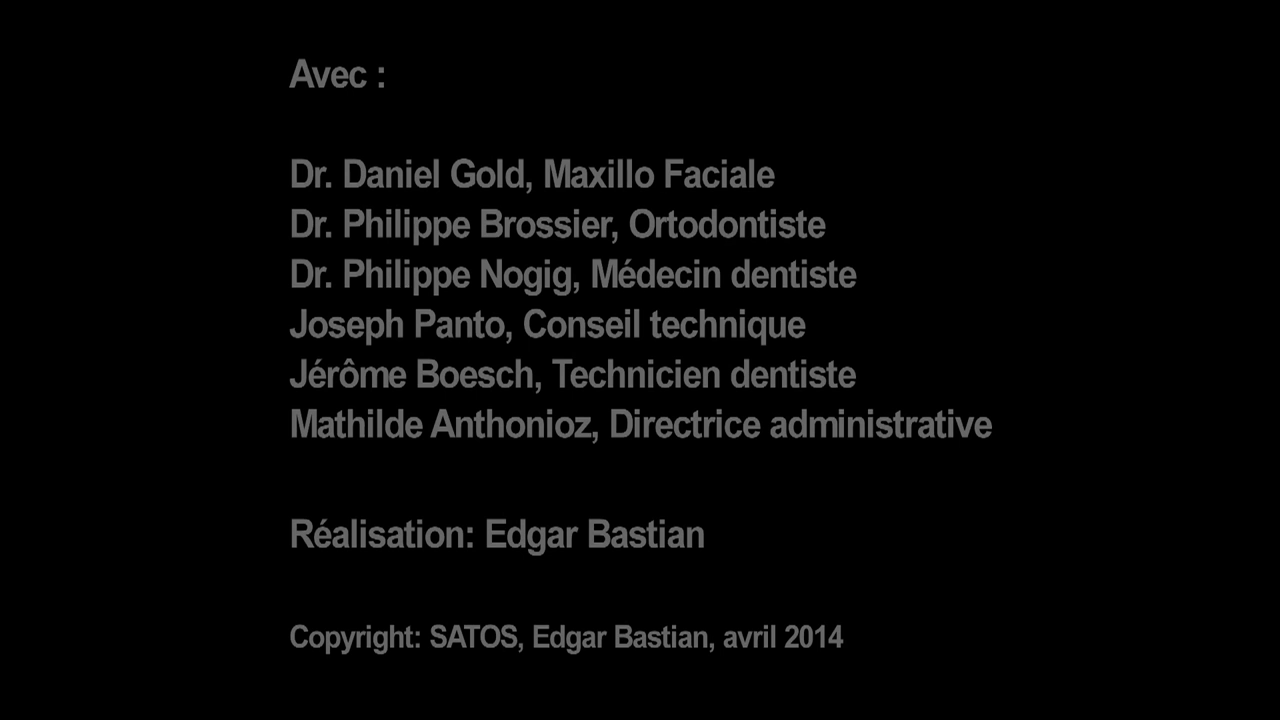 Avec :
Dr. Daniel Gold, Maxillo Faciale
Dr. Philippe Brossier, Ortodontiste
Dr. Philippe Nogig, Médecin dentiste
Joseph Panto, Conseil technique
Jérôme Boesch, Technicien dentiste
Mathilde Anthonioz, Directrice administrative
Réalisation: Edgar Bastian
Copyright: SATOS, Edgar Bastian, avril 2014